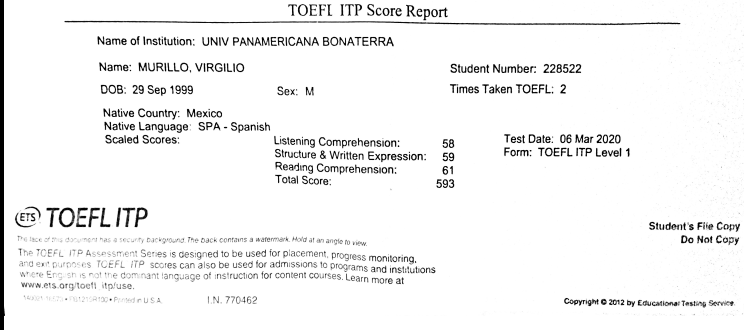 TOEFL ITP Score Report
Name of Institution: UNIV PANAMERICANA BONATERRA
Name: MURILLO, VIRGILIO
Student Number: 228522
DOB: 29 Sep 1999
Sex: M
Times Taken TOEFL: 2
Native Country: Mexico
Native Language: SPA - Spanish
Scaled Scores:
Listening Comprehension: 58
Structure & Written Expression: 59
Reading Comprehension: 61
Total Score: 593
Test Date: 06 Mar 2020
Form: TOEFL ITP Level 1
ETS TOEFL ITP
Student's File Copy
Do Not Copy
The face of this document has a security background. The back contains a watermark. Hold at an angle to view.
The TOEFL ITP Assessment Series is designed to be used for placement, progress monitoring,
and exit purposes. TOEFL ITP scores can also be used for admissions to programs and institutions
where English is not the dominant language of instruction for content courses. Learn more at
www.ets.org/toefl_itp/use.
Printed in U.S.A.
I.N. 770462
Copyright © 2012 by Educational Testing Service.